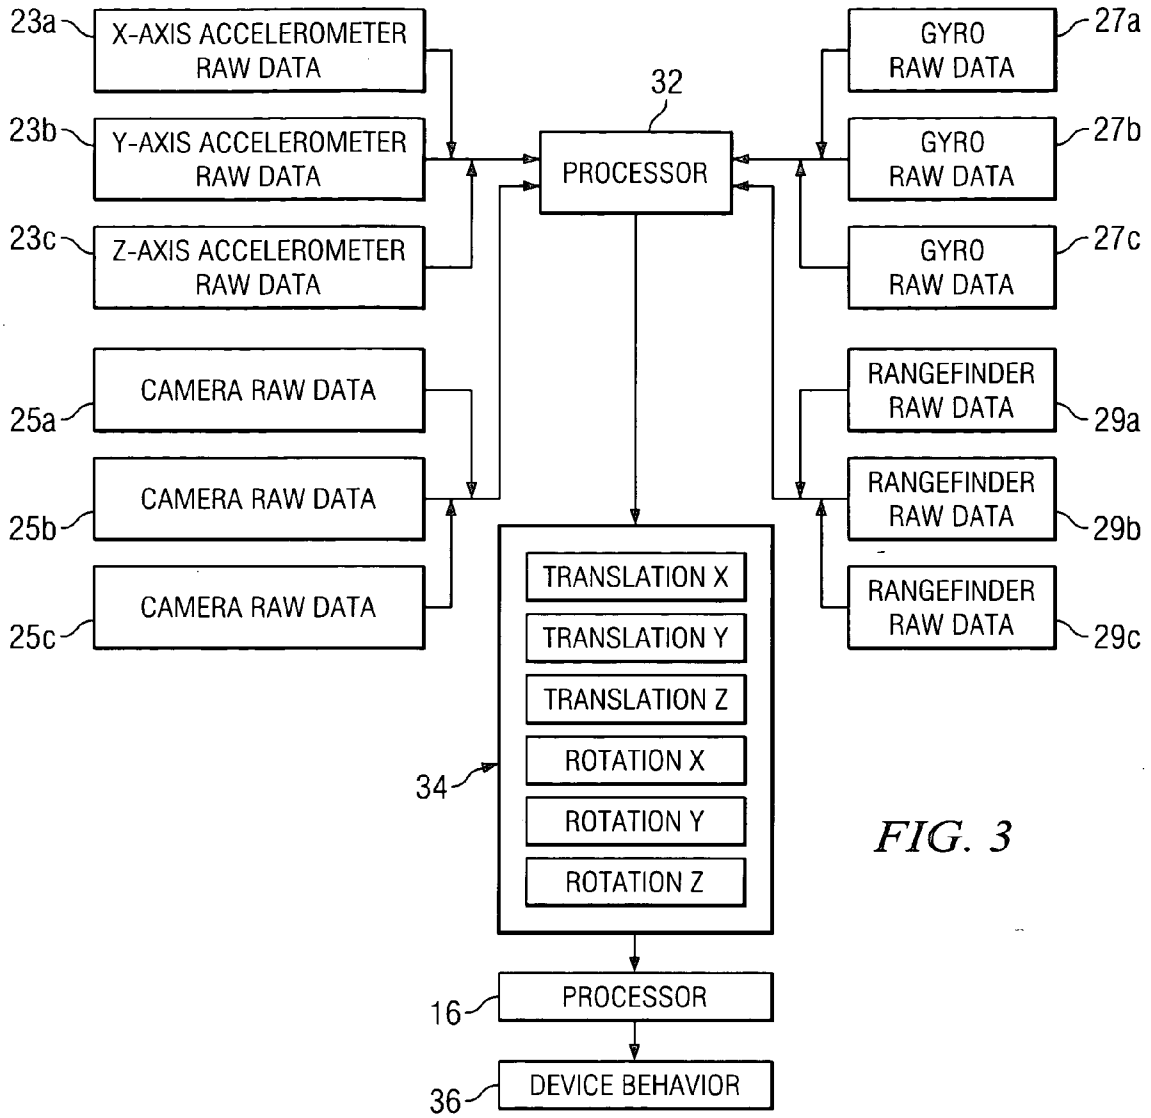 23a
X-AXIS ACCELEROMETER
RAW DATA
23b
Y-AXIS ACCELEROMETER
RAW DATA
23c
Z-AXIS ACCELEROMETER
RAW DATA
25a
CAMERA RAW DATA
25b
CAMERA RAW DATA
25c
CAMERA RAW DATA
32
PROCESSOR
27a
GYRO
RAW DATA
27b
GYRO
RAW DATA
27c
GYRO
RAW DATA
RANGEFINDER
RAW DATA
29a
RANGEFINDER
RAW DATA
29b
RANGEFINDER
RAW DATA
29c
34
TRANSLATION X
TRANSLATION Y
TRANSLATION Z
ROTATION X
ROTATION Y
ROTATION Z
FIG. 3
16
PROCESSOR
36
DEVICE BEHAVIOR